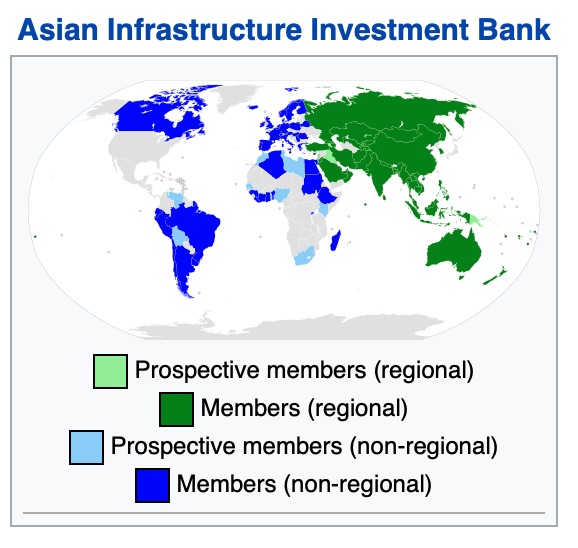 Asian Infrastructure Investment Bank
Prospective members (regional)
Members (regional)
Prospective members (non-regional)
Members (non-regional)